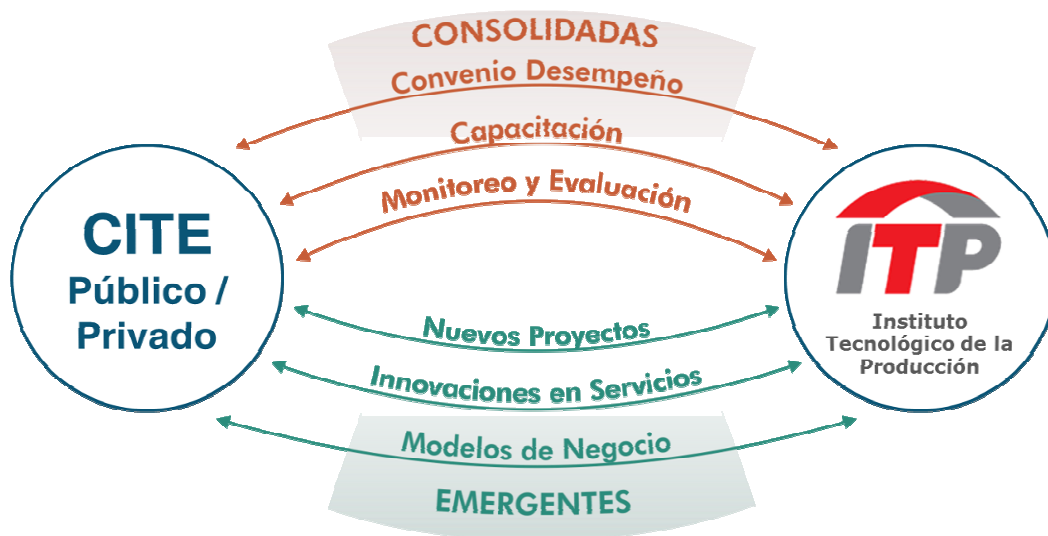 CONSOLIDADAS
Convenio Desempeño
Capacitación
Monitoreo y Evaluación
CITE
Público /
Privado
ITP
Instituto
Tecnológico de la
Producción
Nuevos Proyectos
Innovaciones en Servicios
Modelos de Negocio
EMERGENTES